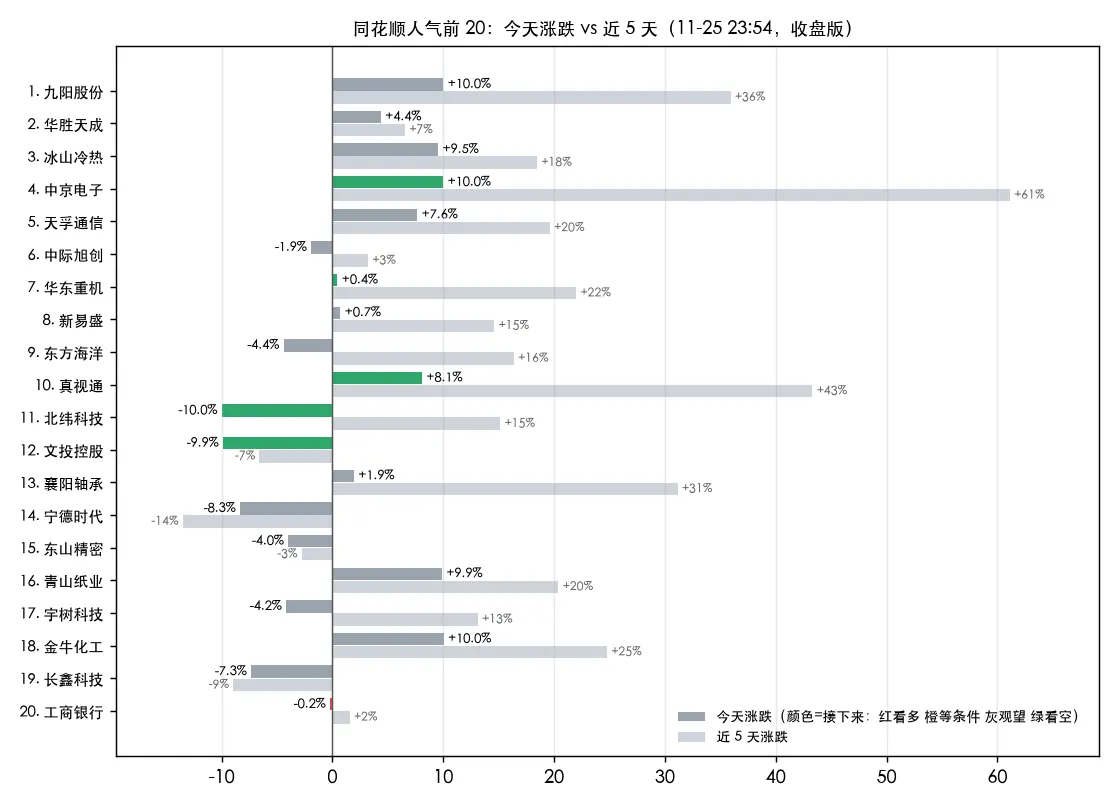 同花顺人气前 20：今天涨跌 vs 近 5 天（11-25 23:54，收盘版）
1. 九阳股份 +10.0% +36%
2. 华胜天成 +4.4% +7%
3. 冰山冷热 +9.5% +18%
4. 中京电子 +10.0% +61%
5. 天孚通信 +7.6% +20%
6. 中际旭创 -1.9% +3%
7. 华东重机 +0.4% +22%
8. 新易盛 +0.7% +15%
9. 东方海洋 -4.4% +16%
10. 真视通 +8.1% +43%
11. 北纬科技 -10.0% +15%
12. 文投控股 -9.9% -7%
13. 襄阳轴承 +1.9% +31%
14. 宁德时代 -8.3% -14%
15. 东山精密 -4.0% -3%
16. 青山纸业 +9.9% +20%
17. 宇树科技 -4.2% +13%
18. 金牛化工 +10.0% +25%
19. 长鑫科技 -7.3% -9%
20. 工商银行 -0.2% +2%
今天涨跌（颜色=接下来：红看多 橙等条件 灰观望 绿看空）
近 5 天涨跌
-10 0 10 20 30 40 50 60